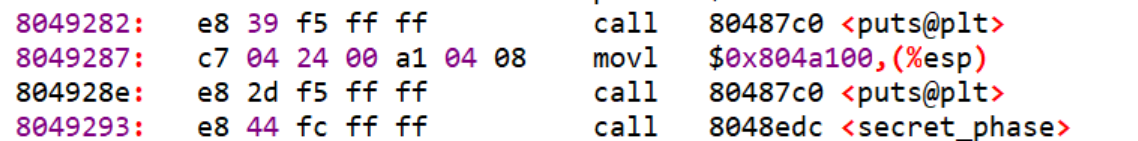 8049282: e8 39 f5 ff ff call 80487c0 <puts@plt>
8049287: c7 04 24 00 a1 04 08 movl $0x804a100,(%esp)
804928e: e8 2d f5 ff ff call 80487c0 <puts@plt>
8049293: e8 44 fc ff ff call 8048edc <secret_phase>